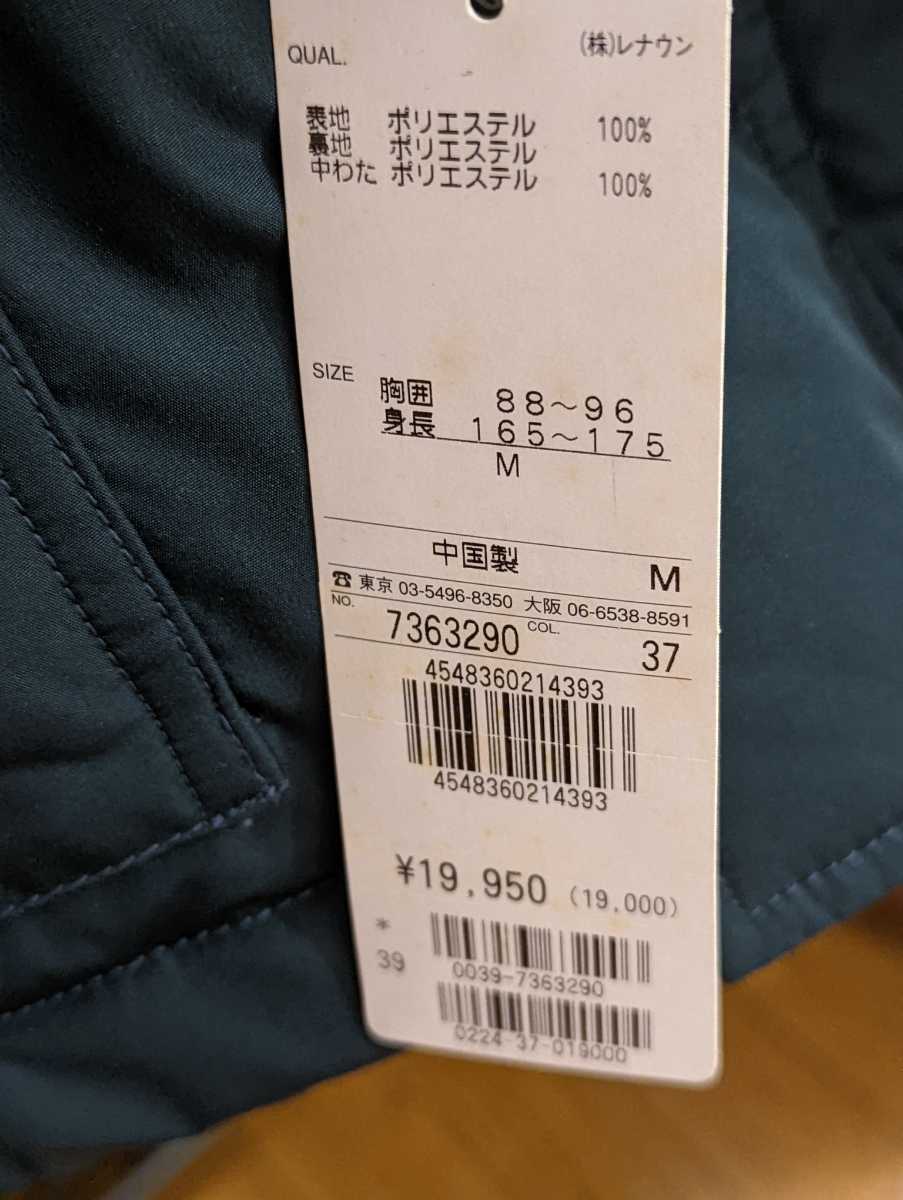 QUAL. (株)レナウン
表地 ポリエステル 100%
裏地 ポリエステル
中わた ポリエステル 100%
SIZE
胸囲 88～96
身長 165～175
M
中国製 M
☎ 東京 03-5496-8350 大阪 06-6538-8591
NO. 7363290 COL. 37
4548360214393
4548360214393
¥19,950 (19,000)
*
39
0039-7363290
0224-37-019000